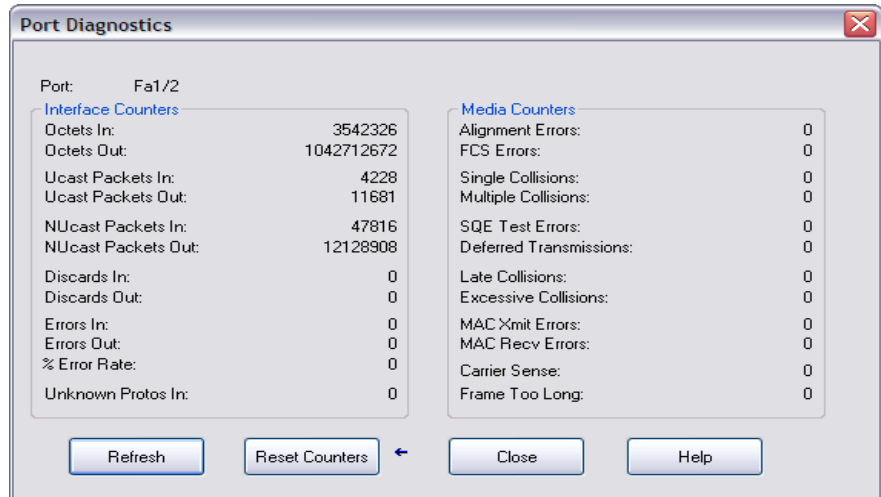 Port Diagnostics
Port: Fa1/2
Interface Counters
Octets In: 3542326
Octets Out: 1042712672
Ucast Packets In: 4228
Ucast Packets Out: 11681
NUcast Packets In: 47816
NUcast Packets Out: 12128908
Discards In: 0
Discards Out: 0
Errors In: 0
Errors Out: 0
% Error Rate: 0
Unknown Protos In: 0
Media Counters
Alignment Errors: 0
FCS Errors: 0
Single Collisions: 0
Multiple Collisions: 0
SQE Test Errors: 0
Deferred Transmissions: 0
Late Collisions: 0
Excessive Collisions: 0
MAC Xmit Errors: 0
MAC Recv Errors: 0
Carrier Sense: 0
Frame Too Long: 0
Refresh Reset Counters Close Help